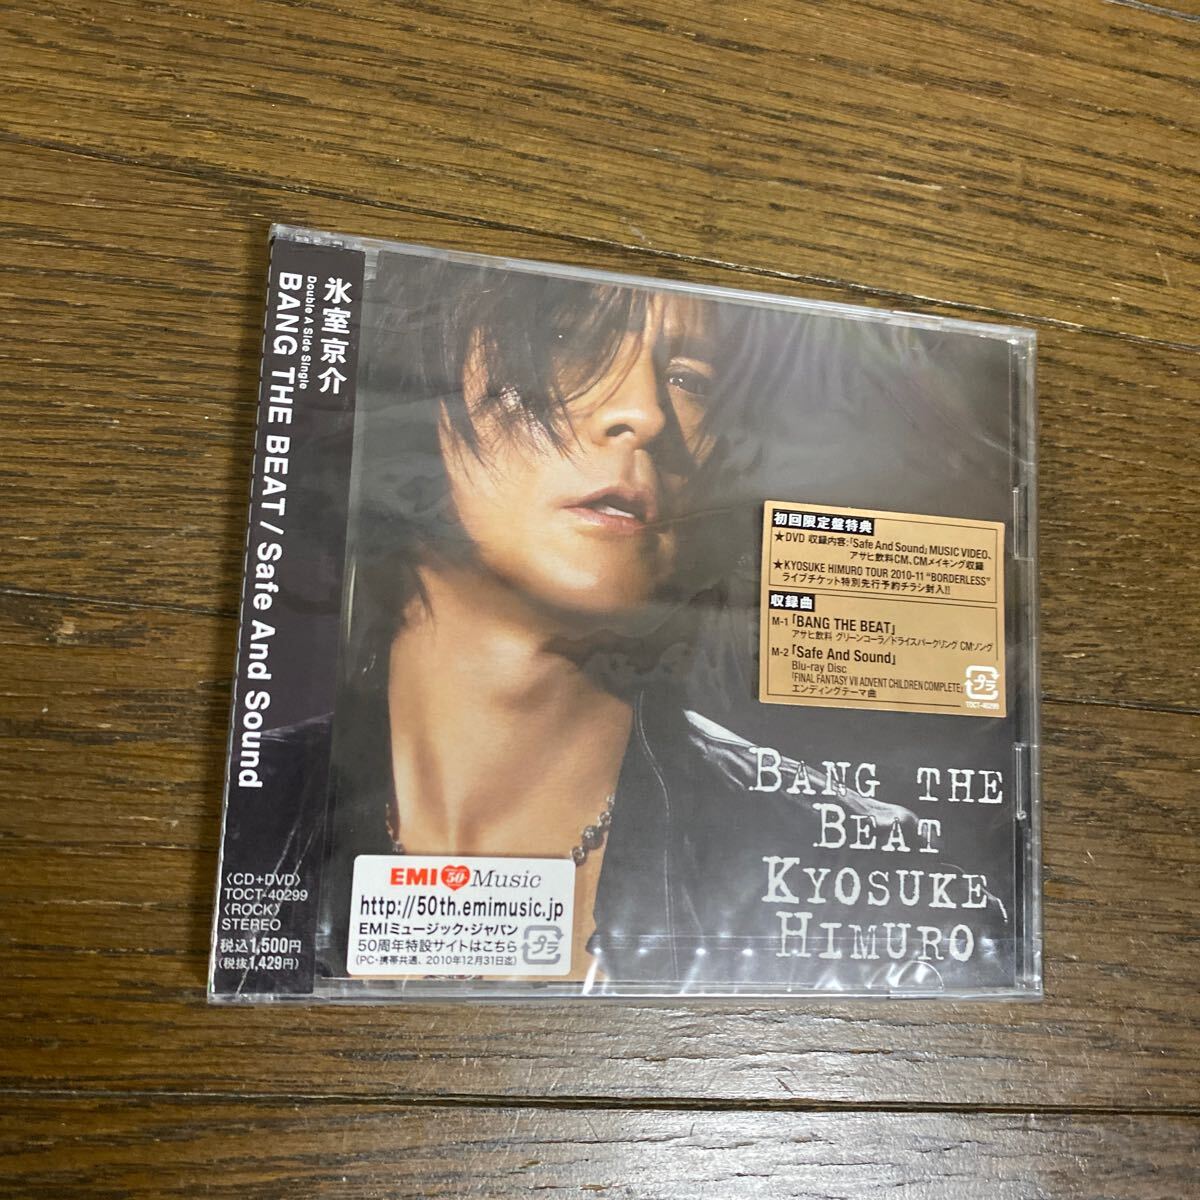 氷室京介
Double A Side Single
BANG THE BEAT / Safe And Sound
〈CD+DVD〉
TOCT-40299
〈ROCK〉
STEREO
税込1,500円
(税抜1,429円)
初回限定盤特典
★DVD 収録内容:「Safe And Sound」MUSIC VIDEO、
アサヒ飲料CM、CMメイキング収録
★KYOSUKE HIMURO TOUR 2010-11 "BORDERLESS"
ライブチケット特別先行予約チラシ封入!!
収録曲
M-1「BANG THE BEAT」
アサヒ飲料 グリーンコーラ/ドライスパークリング CMソング
M-2「Safe And Sound」
Blu-ray Disc
「FINAL FANTASY VII ADVENT CHILDREN COMPLETE」
エンディングテーマ曲
プラ
TOCT-40299
BANG THE
BEAT
KYOSUKE
HIMURO
EMI 50 Music
http://50th.emimusic.jp
EMIミュージック・ジャパン
50周年特設サイトはこちら
(PC・携帯共通、2010年12月31日迄)
プラ